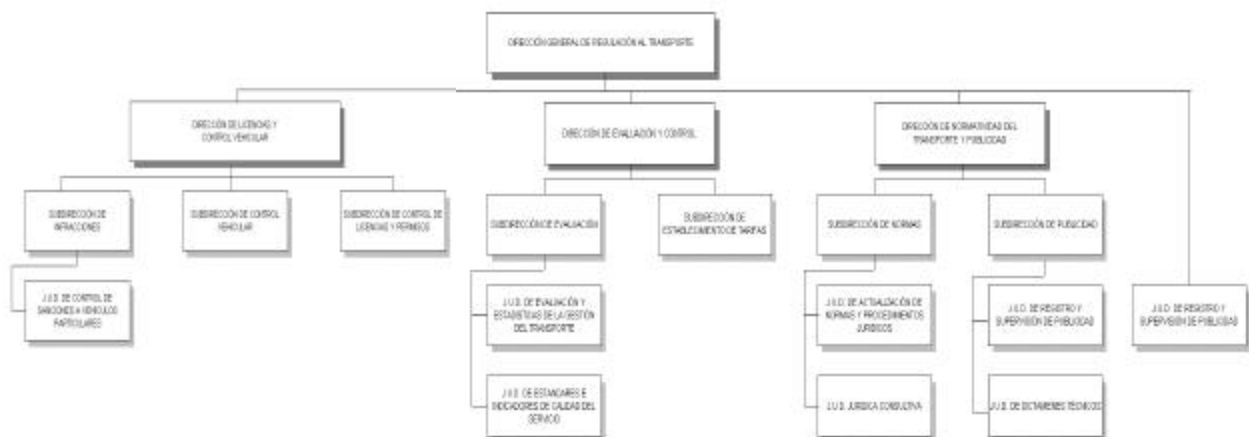 DIRECCIÓN GENERAL DE REGULACIÓN AL TRANSPORTE
DIRECCIÓN DE LICENCIAS Y
CONTROL VEHICULAR
DIRECCIÓN DE EVALUACIÓN Y CONTROL
DIRECCIÓN DE NORMATIVIDAD DEL
TRANSPORTE Y PUBLICIDAD
SUBDIRECCIÓN DE
INFRACCIONES
SUBDIRECCIÓN DE CONTROL
VEHICULAR
SUBDIRECCIÓN DE CONTROL DE
LICENCIAS Y PERMISOS
SUBDIRECCIÓN DE EVALUACIÓN
SUBDIRECCIÓN DE
ESTABLECIMIENTO DE TARIFAS
SUBDIRECCIÓN DE NORMAS
SUBDIRECCIÓN DE PUBLICIDAD
J.U.D. DE CONTROL DE
SANCIONES A VEHÍCULOS
PARTICULARES
J.U.D. DE EVALUACIÓN Y
ESTADÍSTICAS DE LA GESTIÓN
DEL TRANSPORTE
J.U.D. DE ACTUALIZACIÓN DE
NORMAS Y PROCEDIMIENTOS
JURÍDICOS
J.U.D. DE REGISTRO Y
SUPERVISIÓN DE PUBLICIDAD
J.U.D. DE REGISTRO Y
SUPERVISIÓN DE PUBLICIDAD
J.U.D. DE ESTÁNDARES E
INDICADORES DE CALIDAD DEL
SERVICIO
J.U.D. JURÍDICA CONSULTIVA
J.U.D. DE DICTÁMENES TÉCNICOS